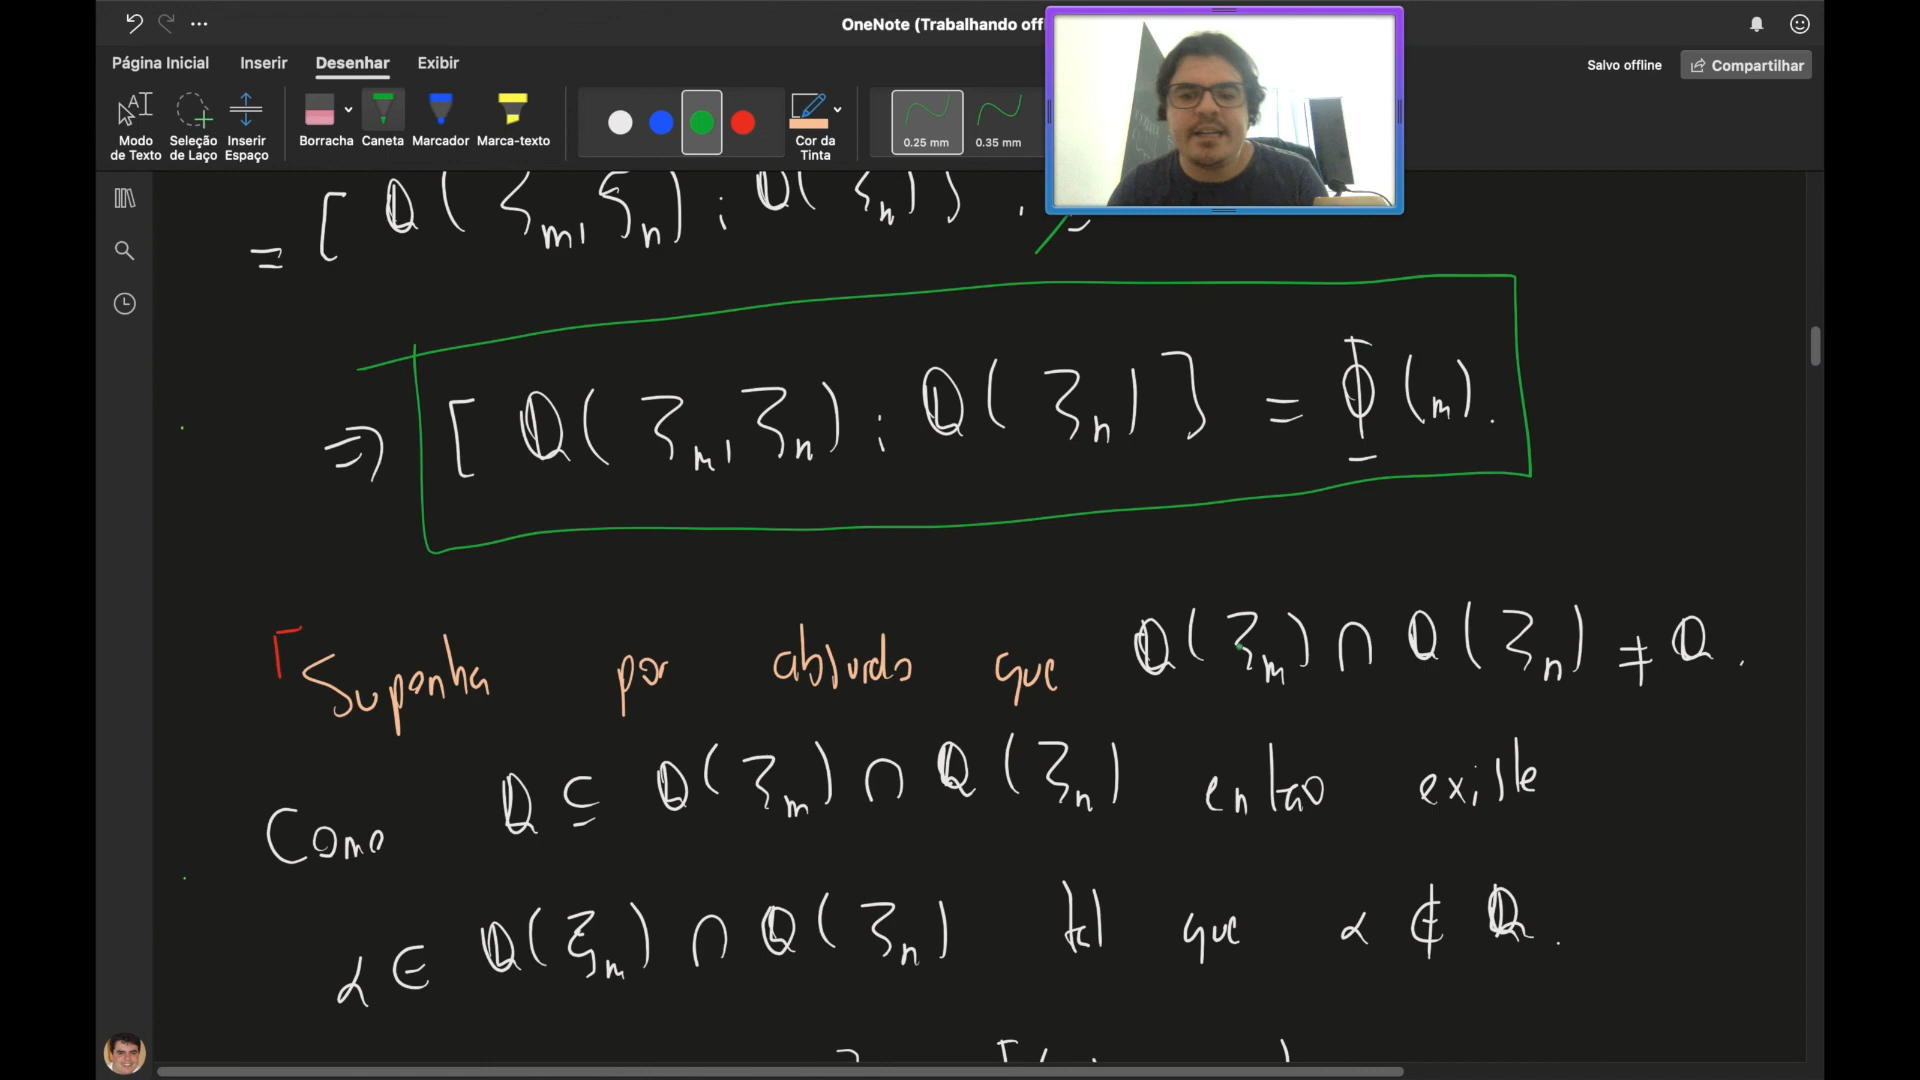 OneNote (Trabalhando offl
Página Inicial Inserir Desenhar Exibir
Salvo offline Compartilhar
Modo de Texto Seleção de Laço Inserir Espaço Borracha Caneta Marcador Marca-texto Cor da Tinta 0.25 mm 0.35 mm
= [ ℚ( ζm, ζn) : ℚ( ζn) ] .
=> [ ℚ( ζm, ζn) : ℚ( ζn) ] = Φ(m).
Suponha por absurdo que ℚ(ζm) ∩ ℚ(ζn) ≠ ℚ.
Como ℚ ⊆ ℚ(ζm) ∩ ℚ(ζn) entao existe
α ∈ ℚ(ζm) ∩ ℚ(ζn) tal que α ∉ ℚ.